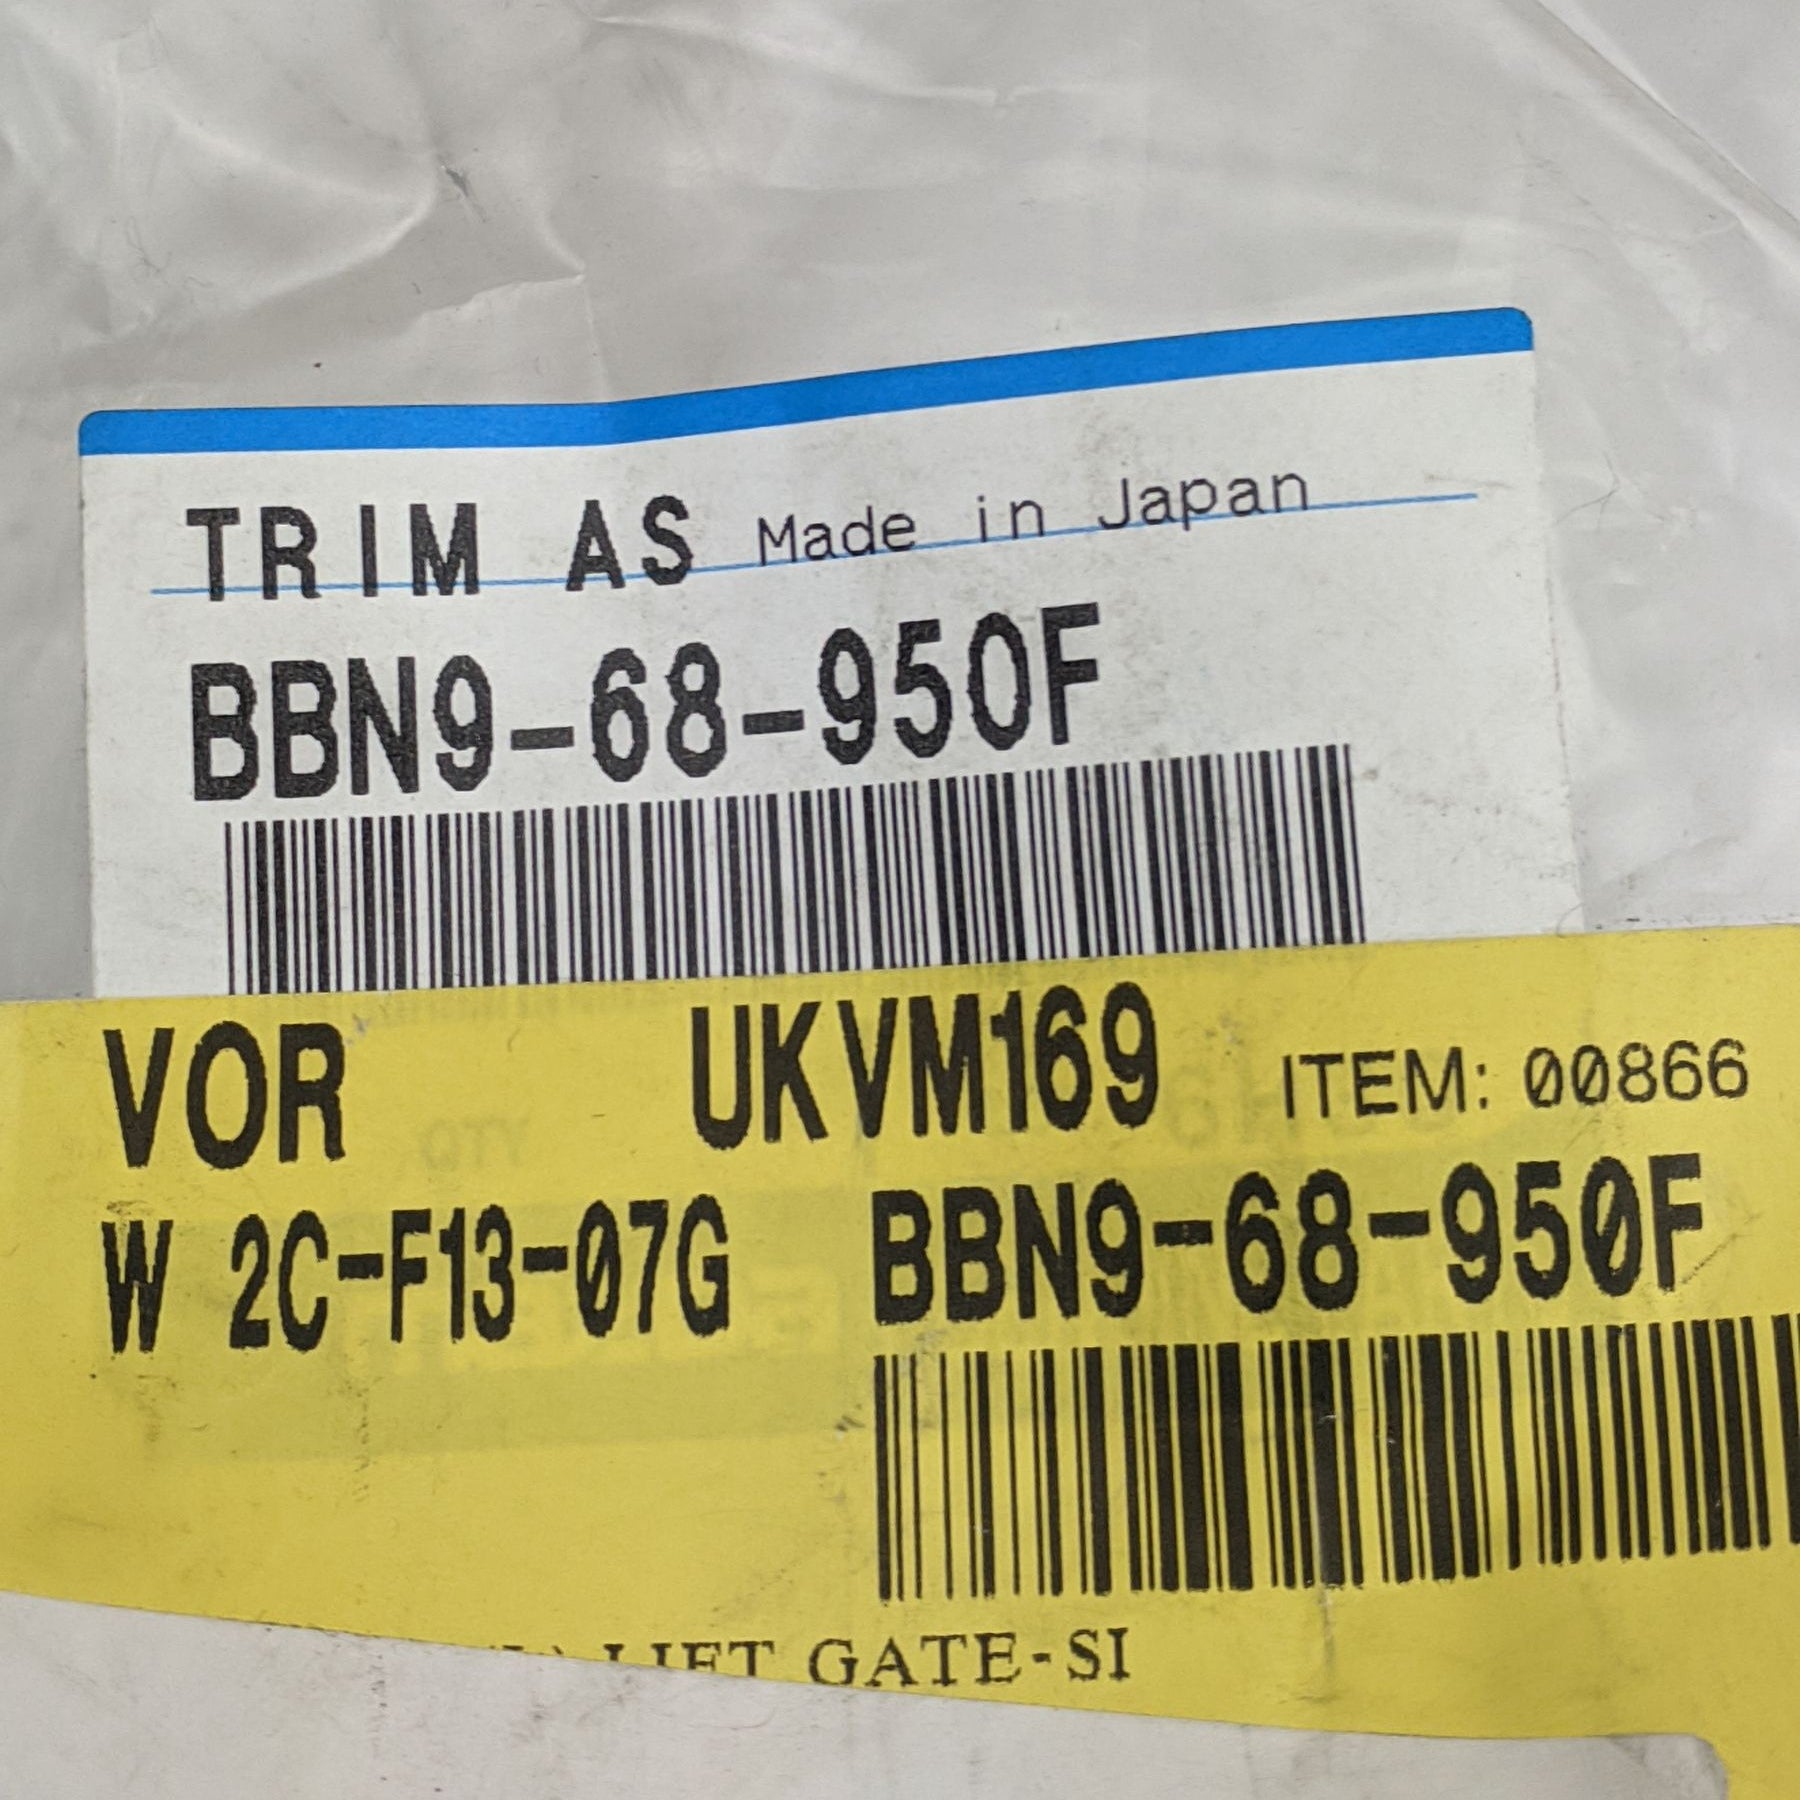 TRIM AS Made in Japan
BBN9-68-950F
VOR UKVM169 ITEM: 00866
W 2C-F13-07G BBN9-68-950F
LIFT GATE-SI